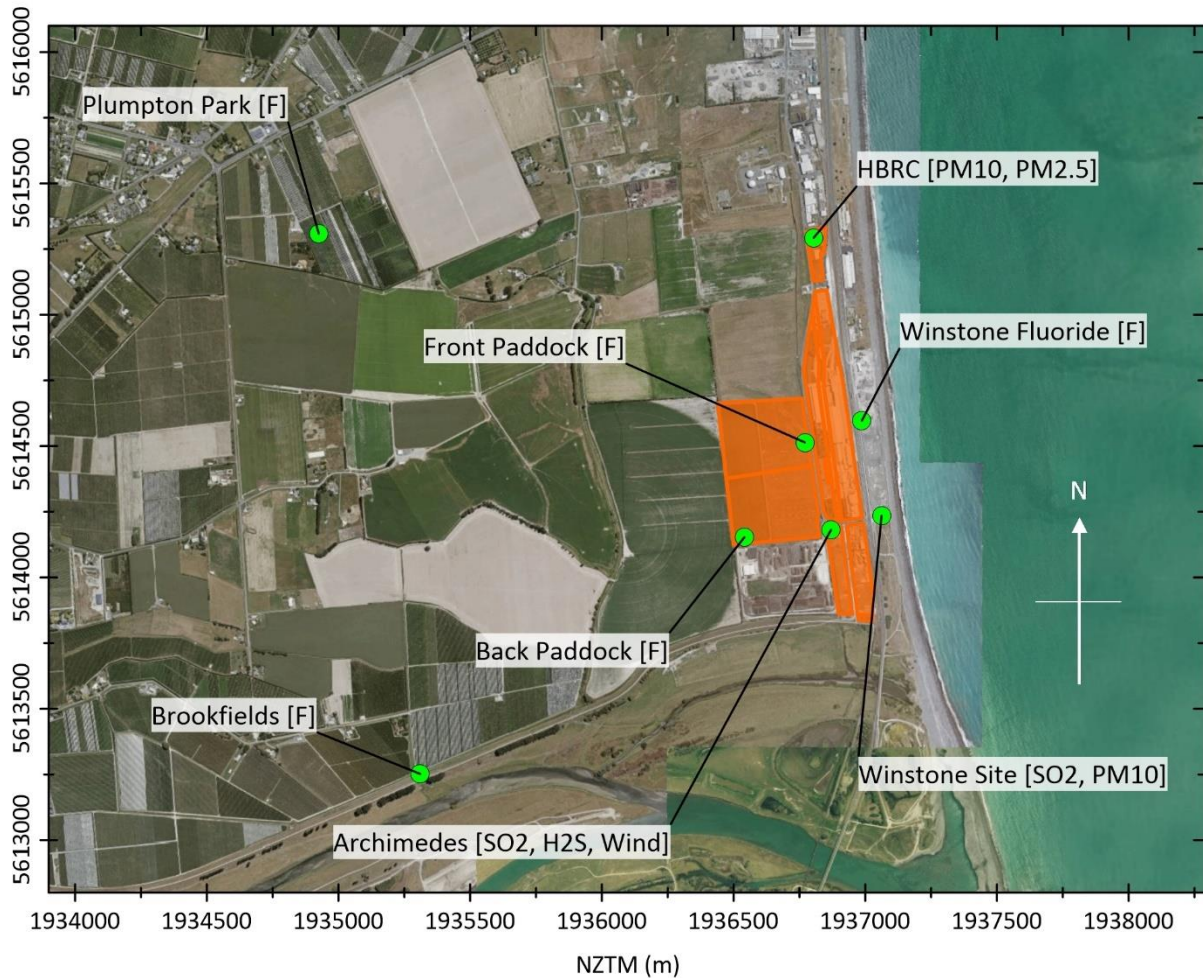 5616000
5615500
5615000
5614500
5614000
5613500
5613000
Plumpton Park [F]
HBRC [PM10, PM2.5]
Front Paddock [F]
Winstone Fluoride [F]
N
Back Paddock [F]
Brookfields [F]
Winstone Site [SO2, PM10]
Archimedes [SO2, H2S, Wind]
1934000 1934500 1935000 1935500 1936000 1936500 1937000 1937500 1938000
NZTM (m)